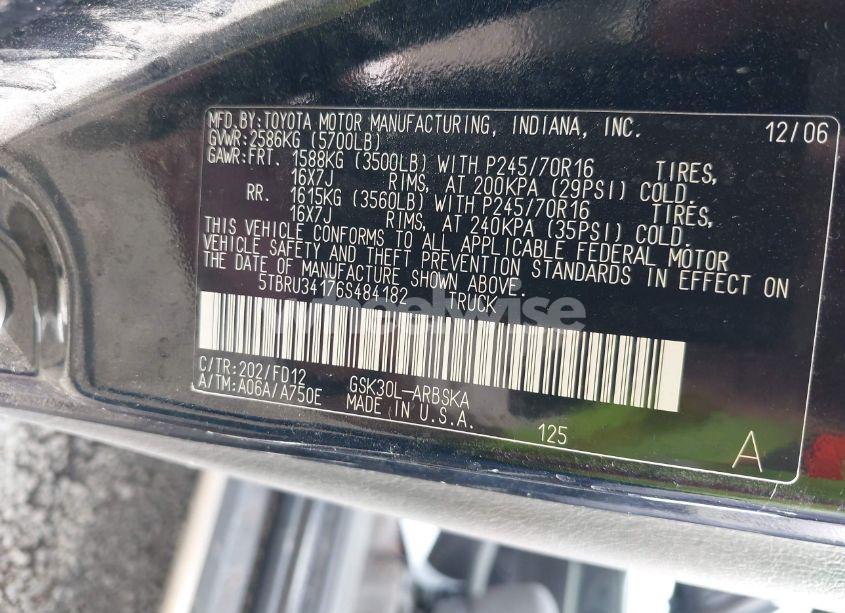 MFD.BY:TOYOTA MOTOR MANUFACTURING, INDIANA, INC. 12/06
GVWR:2586KG (5700LB)
GAWR:FRT. 1588KG (3500LB) WITH P245/70R16 TIRES,
16X7J RIMS, AT 200KPA (29PSI) COLD.
RR. 1615KG (3560LB) WITH P245/70R16 TIRES,
16X7J RIMS, AT 240KPA (35PSI) COLD.
THIS VEHICLE CONFORMS TO ALL APPLICABLE FEDERAL MOTOR
VEHICLE SAFETY AND THEFT PREVENTION STANDARDS IN EFFECT ON
THE DATE OF MANUFACTURE SHOWN ABOVE.
5TBRU34176S484182 TRUCK
wheelwise
C/TR:202/FD12
A/TM:A06A/A750E GSK30L-ARBSKA
MADE IN U.S.A. 125 A